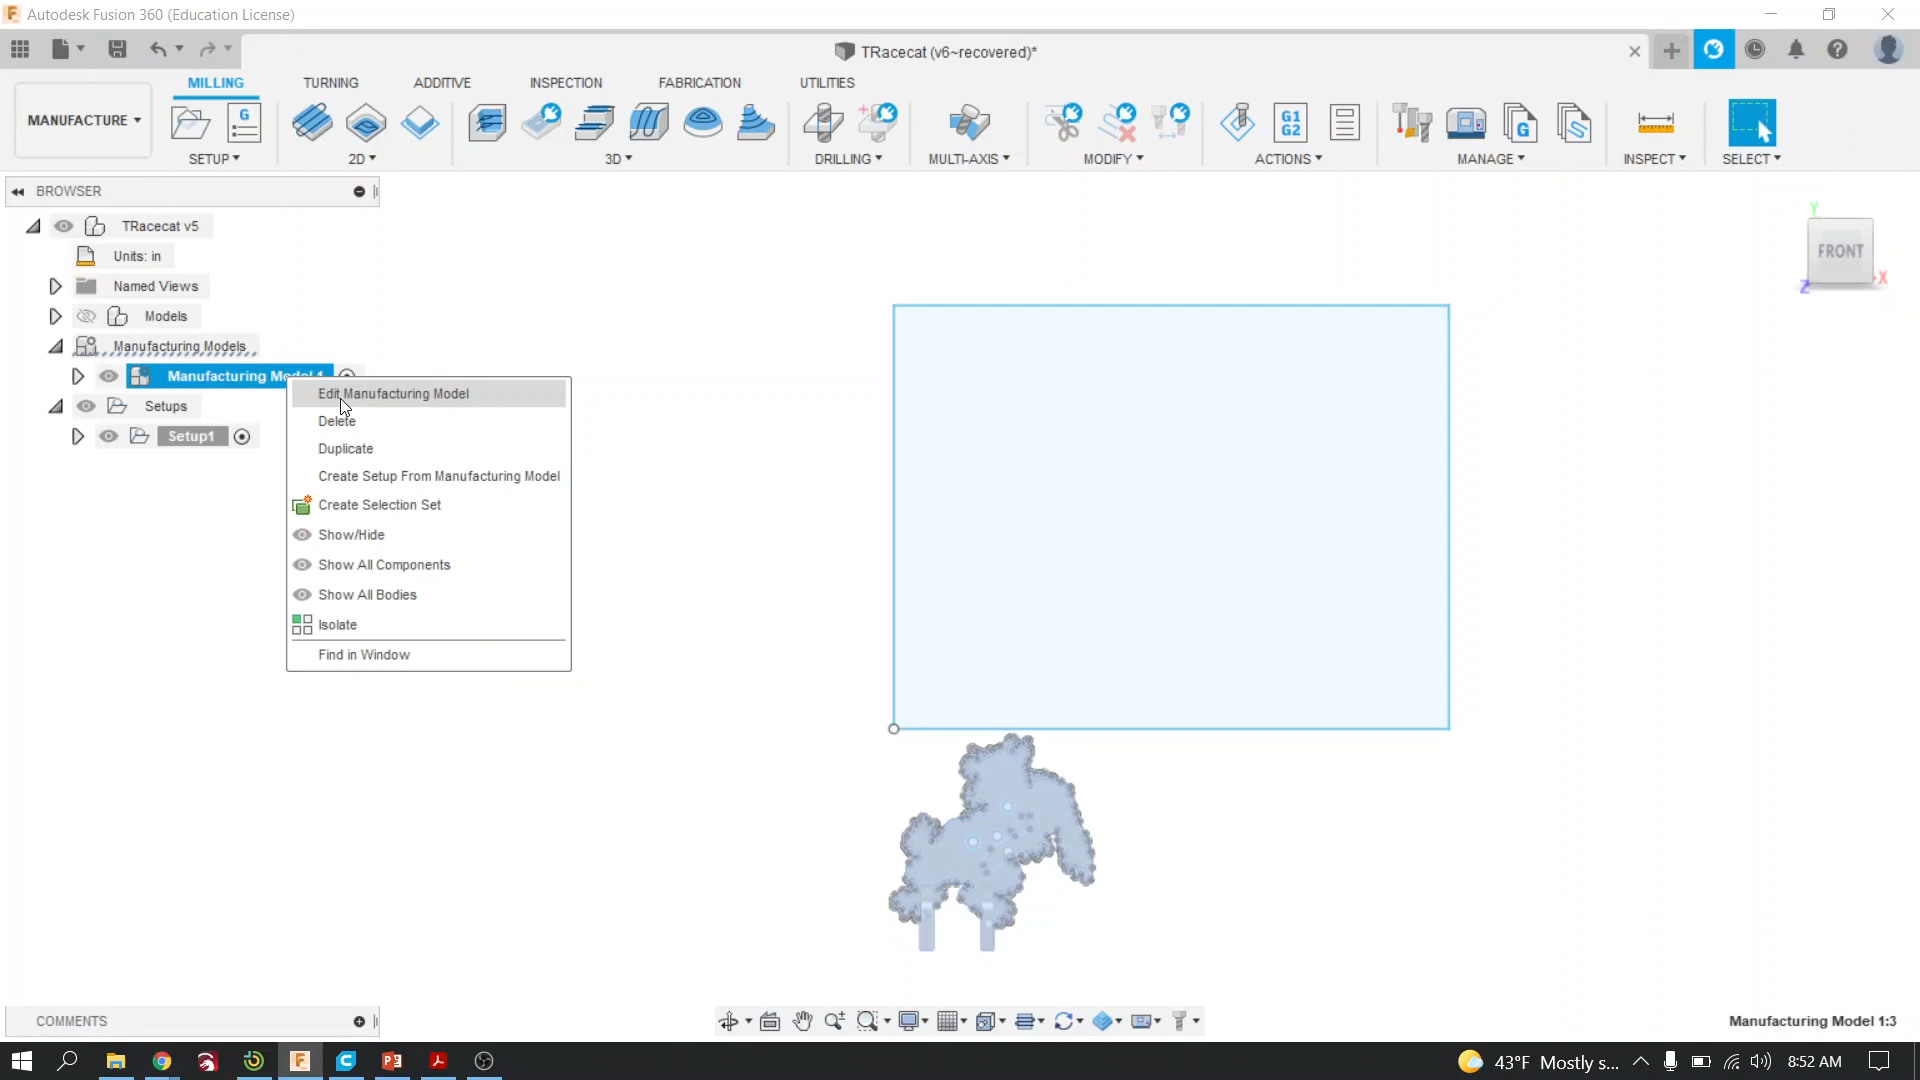 Autodesk Fusion 360 (Education License)
TRacecat (v6~recovered)*
MILLING
TURNING
ADDITIVE
INSPECTION
FABRICATION
UTILITIES
MANUFACTURE
G
G1
G2
G
SETUP
2D
3D
DRILLING
MULTI-AXIS
MODIFY
ACTIONS
MANAGE
INSPECT
SELECT
BROWSER
TRacecat v5
Units: in
Named Views
Models
Manufacturing Models
Manufacturing Model 1
Setups
Setup1
Edit Manufacturing Model
Delete
Duplicate
Create Setup From Manufacturing Model
Create Selection Set
Show/Hide
Show All Components
Show All Bodies
Isolate
Find in Window
Y
FRONT
X
Z
COMMENTS
Manufacturing Model 1:3
43°F Mostly s...
8:52 AM